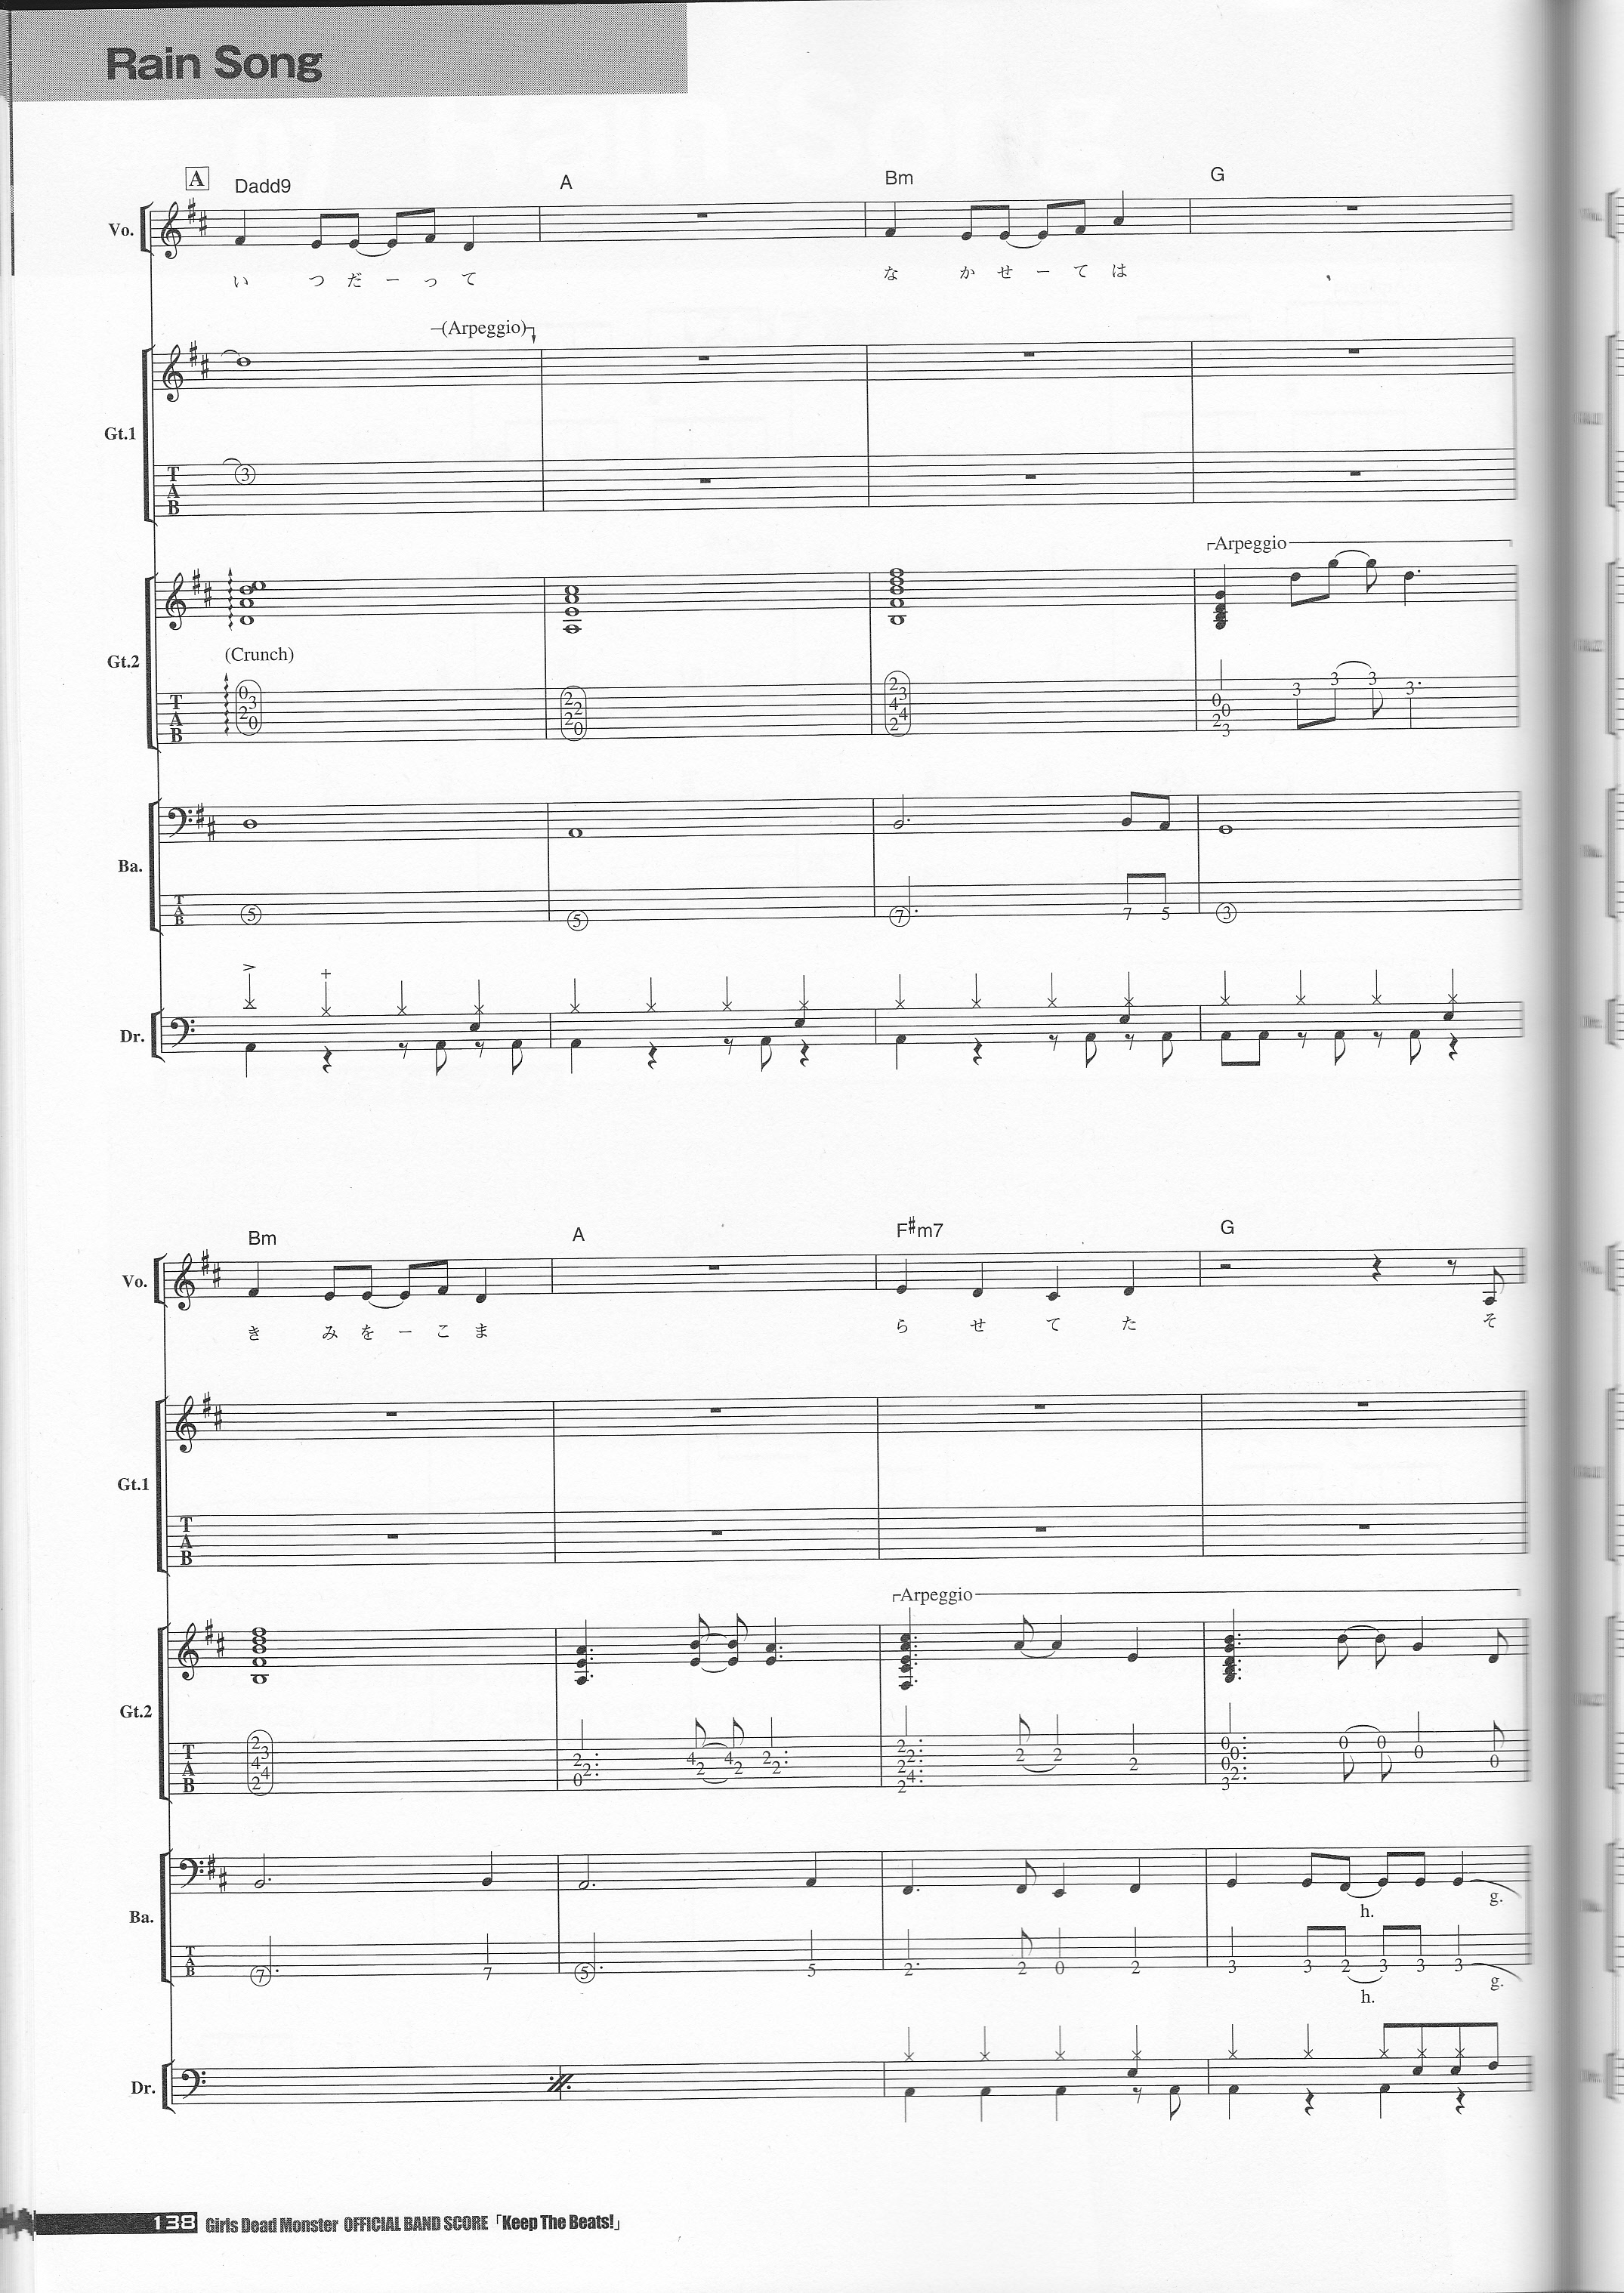 Rain Song
A Dadd9 A Bm G
Vo.
い つ だ ー っ て な か せ ー て は 、
(Arpeggio)
Gt.1
T A B
3
Arpeggio
Gt.2
(Crunch)
T A B
0 3 2 0 2 2 2 0 2 3 4 4 2 0 0 2 3 3 3 3 3
Ba.
T A B
5 5 7 7 5 3
Dr.
Bm A F#m7 G
Vo.
き み を ー こ ま ら せ て た そ
Gt.1
T A B
Arpeggio
Gt.2
T A B
2 3 4 4 2 2 2 0 4 2 4 2 2 2 2 2 2 4 2 2 2 2 0 0 0 2 3 0 0 0 0
Ba.
h. g.
T A B
7 7 5 5 2 2 0 2 3 3 2 3 3 3
h. g.
Dr.
138 Girls Dead Monster OFFICIAL BAND SCORE「Keep The Beats!」